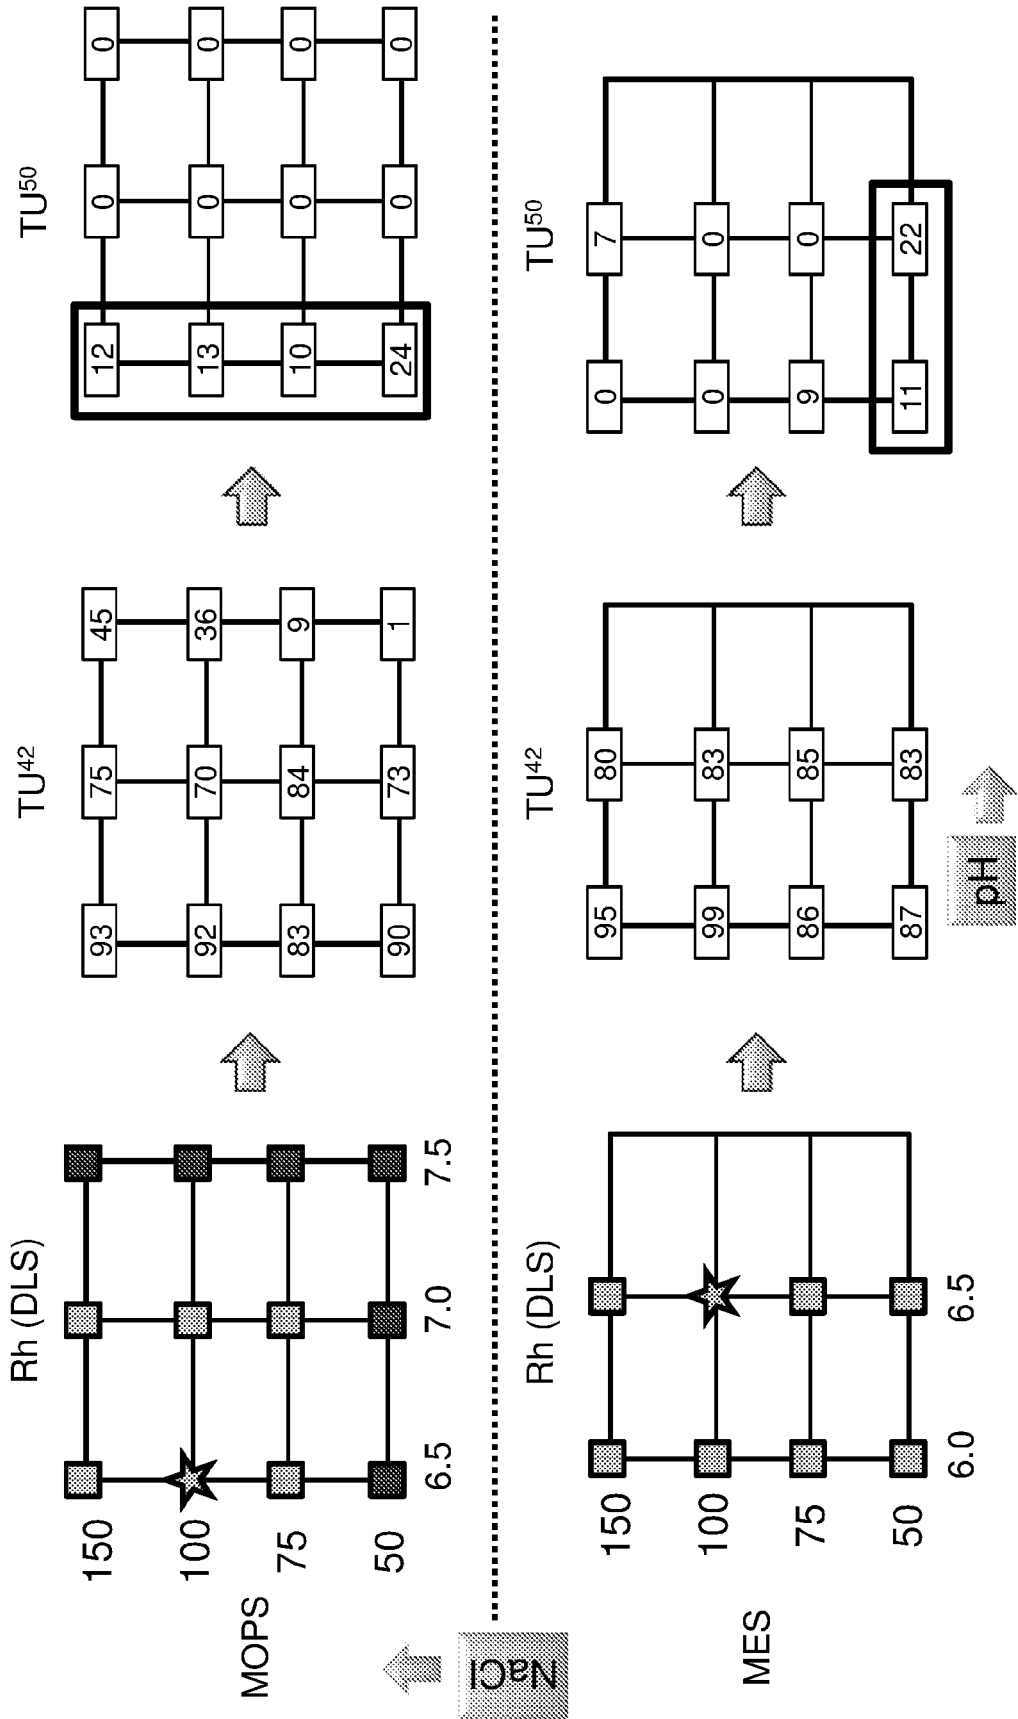 Rh (DLS)
TU⁴²
TU⁵⁰
MOPS
150
93 75 45
12 0 0
100
92 70 36
13 0 0
75
83 84 9
10 0 0
50
90 73 1
24 0 0
6.5 7.0 7.5
NaCl
Rh (DLS)
TU⁴²
TU⁵⁰
MES
150
95 80
0 7
100
99 83
0 0
75
86 85
9 0
50
87 83
11 22
6.0 6.5
pH